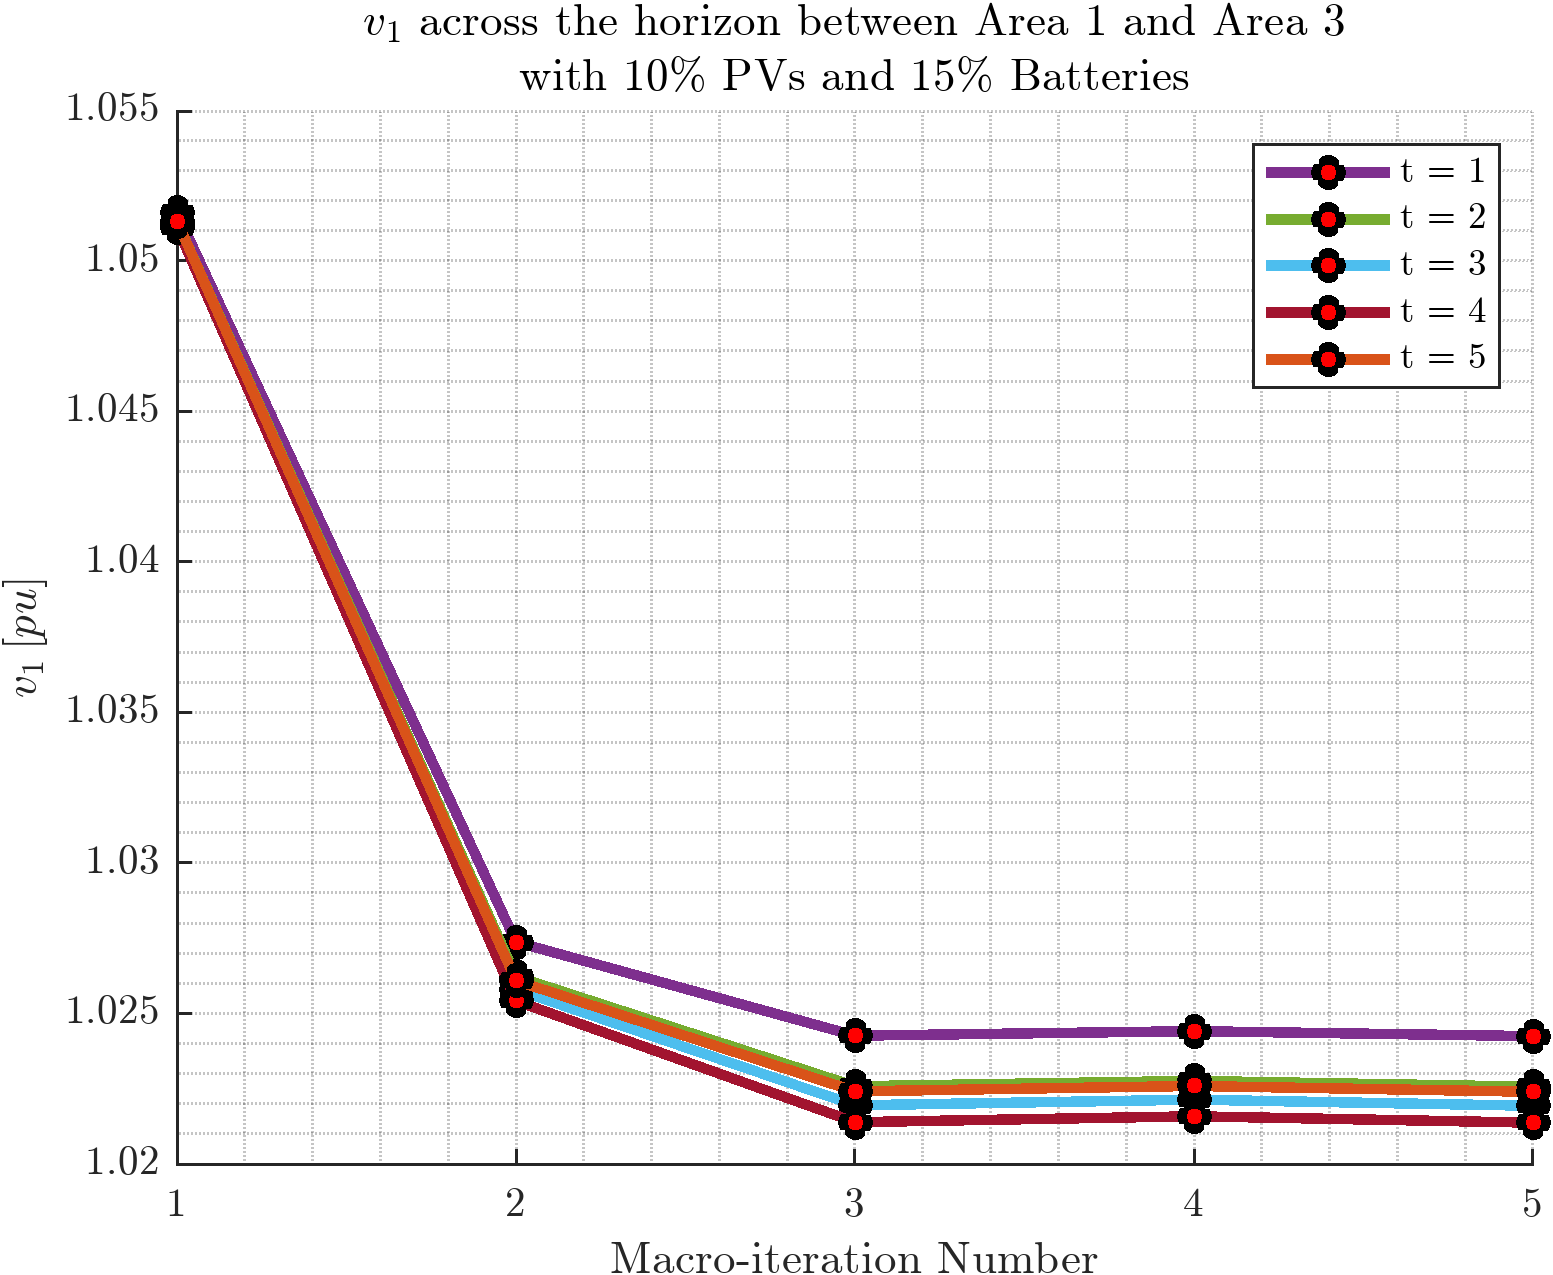 v₁ across the horizon between Area 1 and Area 3
with 10% PVs and 15% Batteries
1.055
1.05
1.045
1.04
1.035
1.03
1.025
1.02
v₁ [pu]
t = 1
t = 2
t = 3
t = 4
t = 5
1 2 3 4 5
Macro-iteration Number